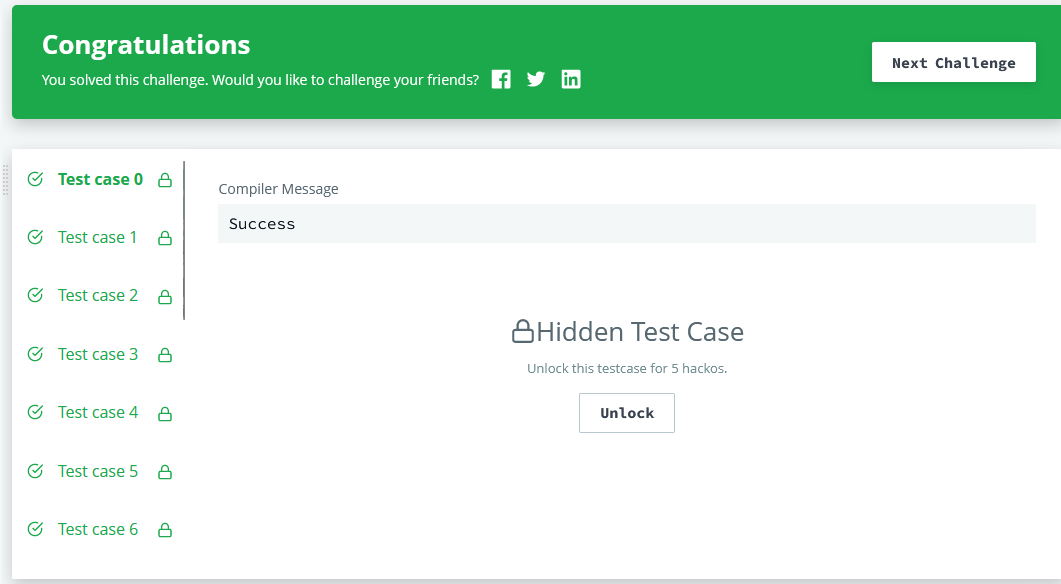 Congratulations
You solved this challenge. Would you like to challenge your friends?
Next Challenge
Test case 0
Test case 1
Test case 2
Test case 3
Test case 4
Test case 5
Test case 6
Compiler Message
Success
Hidden Test Case
Unlock this testcase for 5 hackos.
Unlock